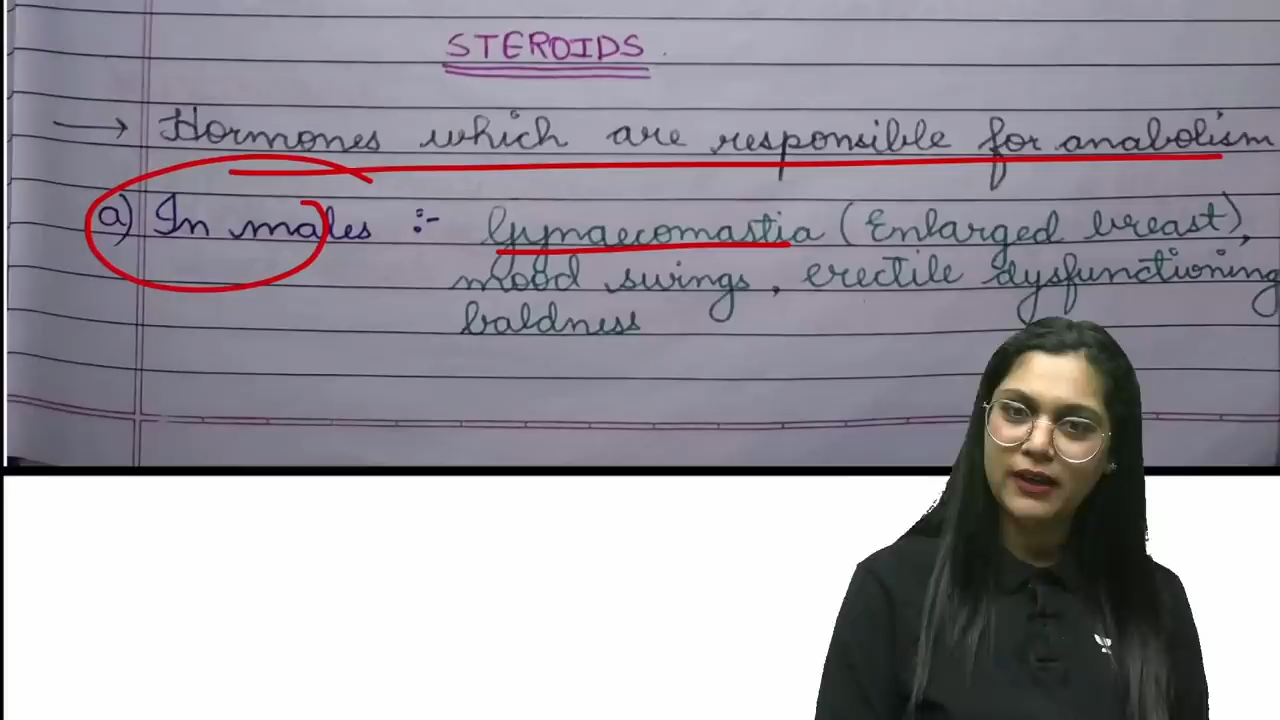 STEROIDS.
→ Hormones which are responsible for anabolism
a) In males :- Gynaecomastia (Enlarged breast),
mood swings, erectile dysfunctioning
baldness